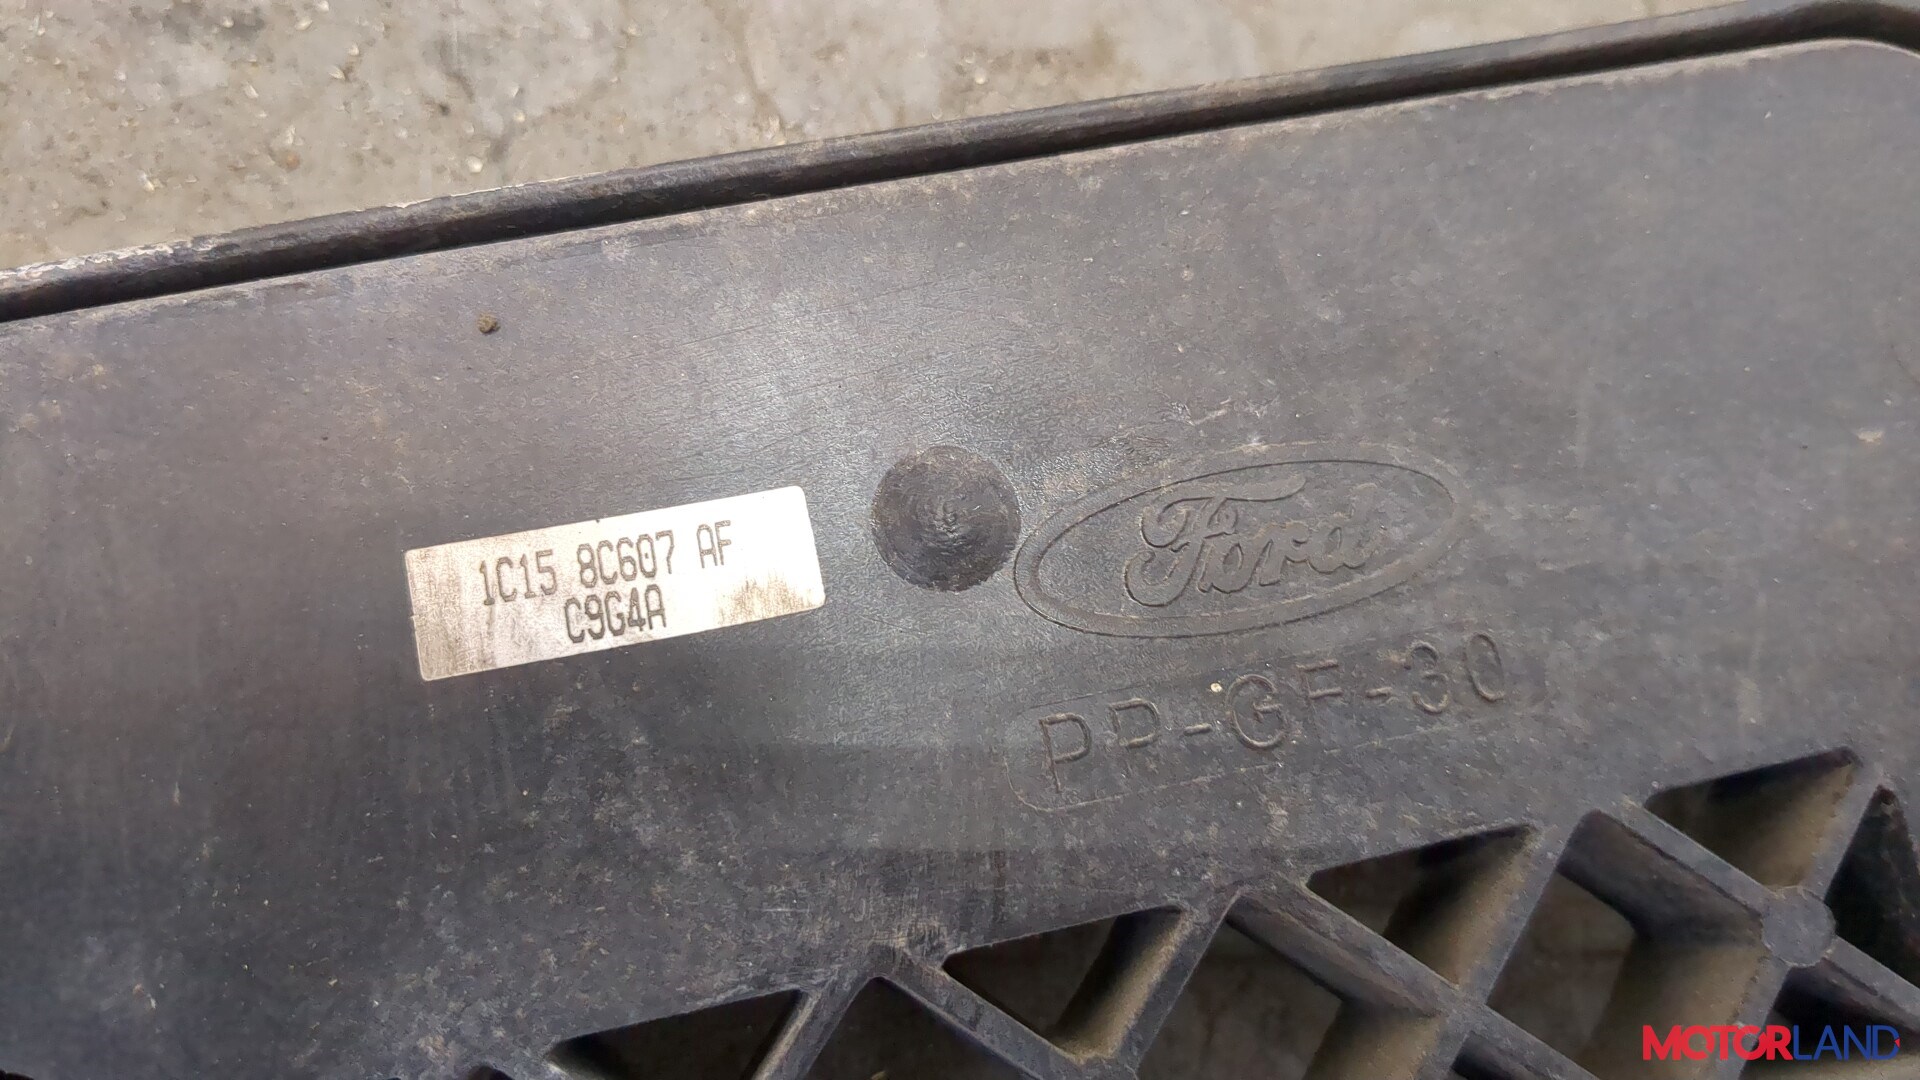 1C15 8C607 AF
C9G4A
Ford
PP-GF-30
MOTORLAND